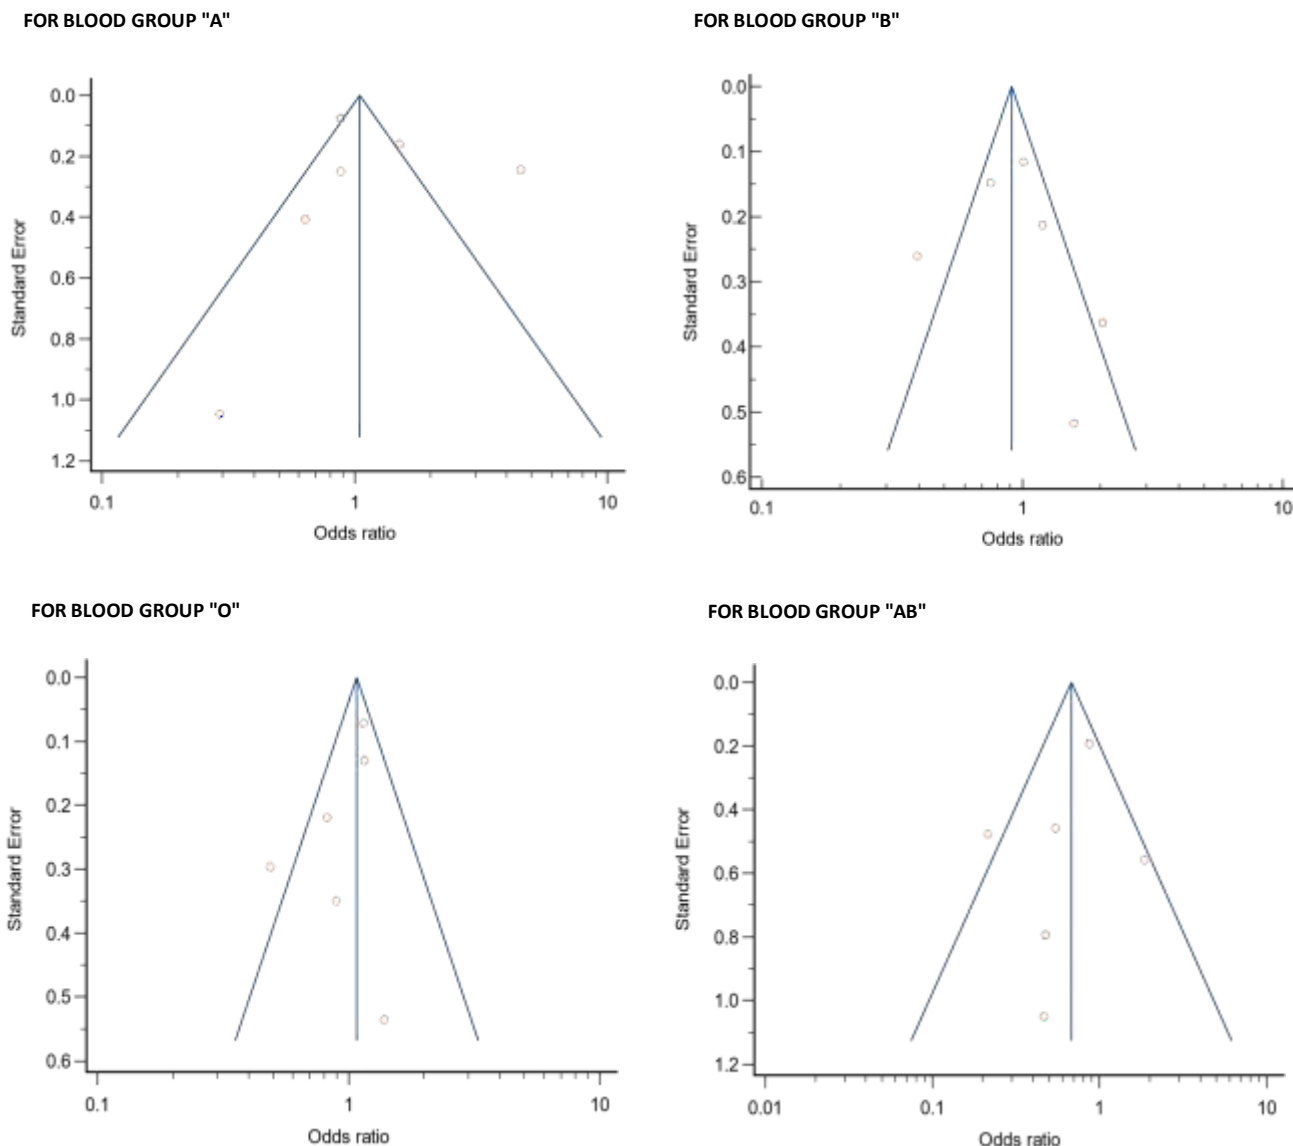 FOR BLOOD GROUP "A"
0.0
0.2
0.4
0.6
0.8
1.0
1.2
Standard Error
0.1 1 10
Odds ratio
FOR BLOOD GROUP "B"
0.0
0.1
0.2
0.3
0.4
0.5
0.6
Standard Error
0.1 1 10
Odds ratio
FOR BLOOD GROUP "O"
0.0
0.1
0.2
0.3
0.4
0.5
0.6
Standard Error
0.1 1 10
Odds ratio
FOR BLOOD GROUP "AB"
0.0
0.2
0.4
0.6
0.8
1.0
1.2
Standard Error
0.01 0.1 1 10
Odds ratio